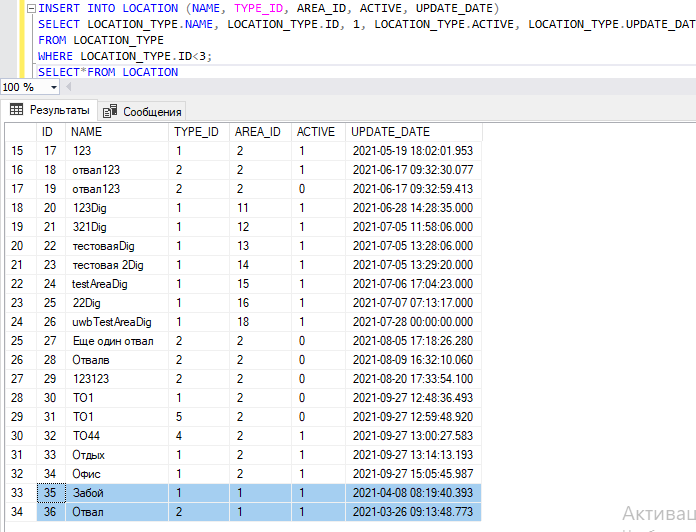 INSERT INTO LOCATION (NAME, TYPE_ID, AREA_ID, ACTIVE, UPDATE_DATE)
SELECT LOCATION_TYPE.NAME, LOCATION_TYPE.ID, 1, LOCATION_TYPE.ACTIVE, LOCATION_TYPE.UPDATE_DAT
FROM LOCATION_TYPE
WHERE LOCATION_TYPE.ID<3;
SELECT*FROM LOCATION
100 %
Результаты Сообщения
ID NAME TYPE_ID AREA_ID ACTIVE UPDATE_DATE
15 17 123 1 2 1 2021-05-19 18:02:01.953
16 18 отвал123 2 2 1 2021-06-17 09:32:30.077
17 19 отвал123 2 2 0 2021-06-17 09:32:59.413
18 20 123Dig 1 11 1 2021-06-28 14:28:35.000
19 21 321Dig 1 12 1 2021-07-05 11:58:06.000
20 22 тестоваяDig 1 13 1 2021-07-05 13:28:06.000
21 23 тестовая 2Dig 1 14 1 2021-07-05 13:29:20.000
22 24 testAreaDig 1 15 1 2021-07-06 17:04:23.000
23 25 22Dig 1 16 1 2021-07-07 07:13:17.000
24 26 uwbTestAreaDig 1 18 1 2021-07-28 00:00:00.000
25 27 Еще один отвал 2 2 0 2021-08-05 17:18:26.280
26 28 Отвалв 2 2 0 2021-08-09 16:32:10.060
27 29 123123 2 2 0 2021-08-20 17:33:54.100
28 30 ТО1 1 2 0 2021-09-27 12:48:36.493
29 31 ТО1 5 2 0 2021-09-27 12:59:48.920
30 32 ТО44 4 2 1 2021-09-27 13:00:27.583
31 33 Отдых 1 2 1 2021-09-27 13:14:13.193
32 34 Офис 1 2 1 2021-09-27 15:05:45.987
33 35 Забой 1 1 1 2021-04-08 08:19:40.393
34 36 Отвал 2 1 1 2021-03-26 09:13:48.773
Активац